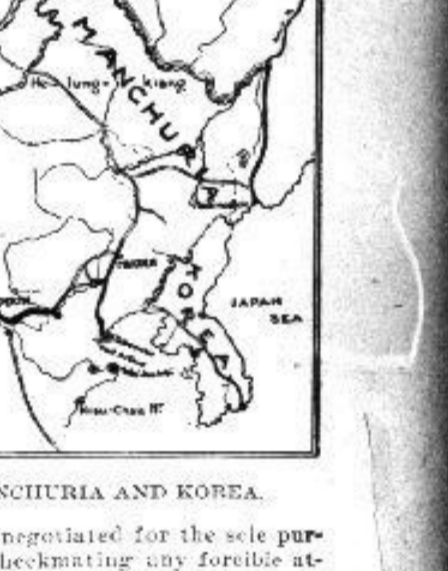 MANCHURIA
He-lung-kiang
KOREA
JAPAN
SEA
NCHURIA AND KOREA.
negotiated for the sole pur-
heckmating any forcible at-